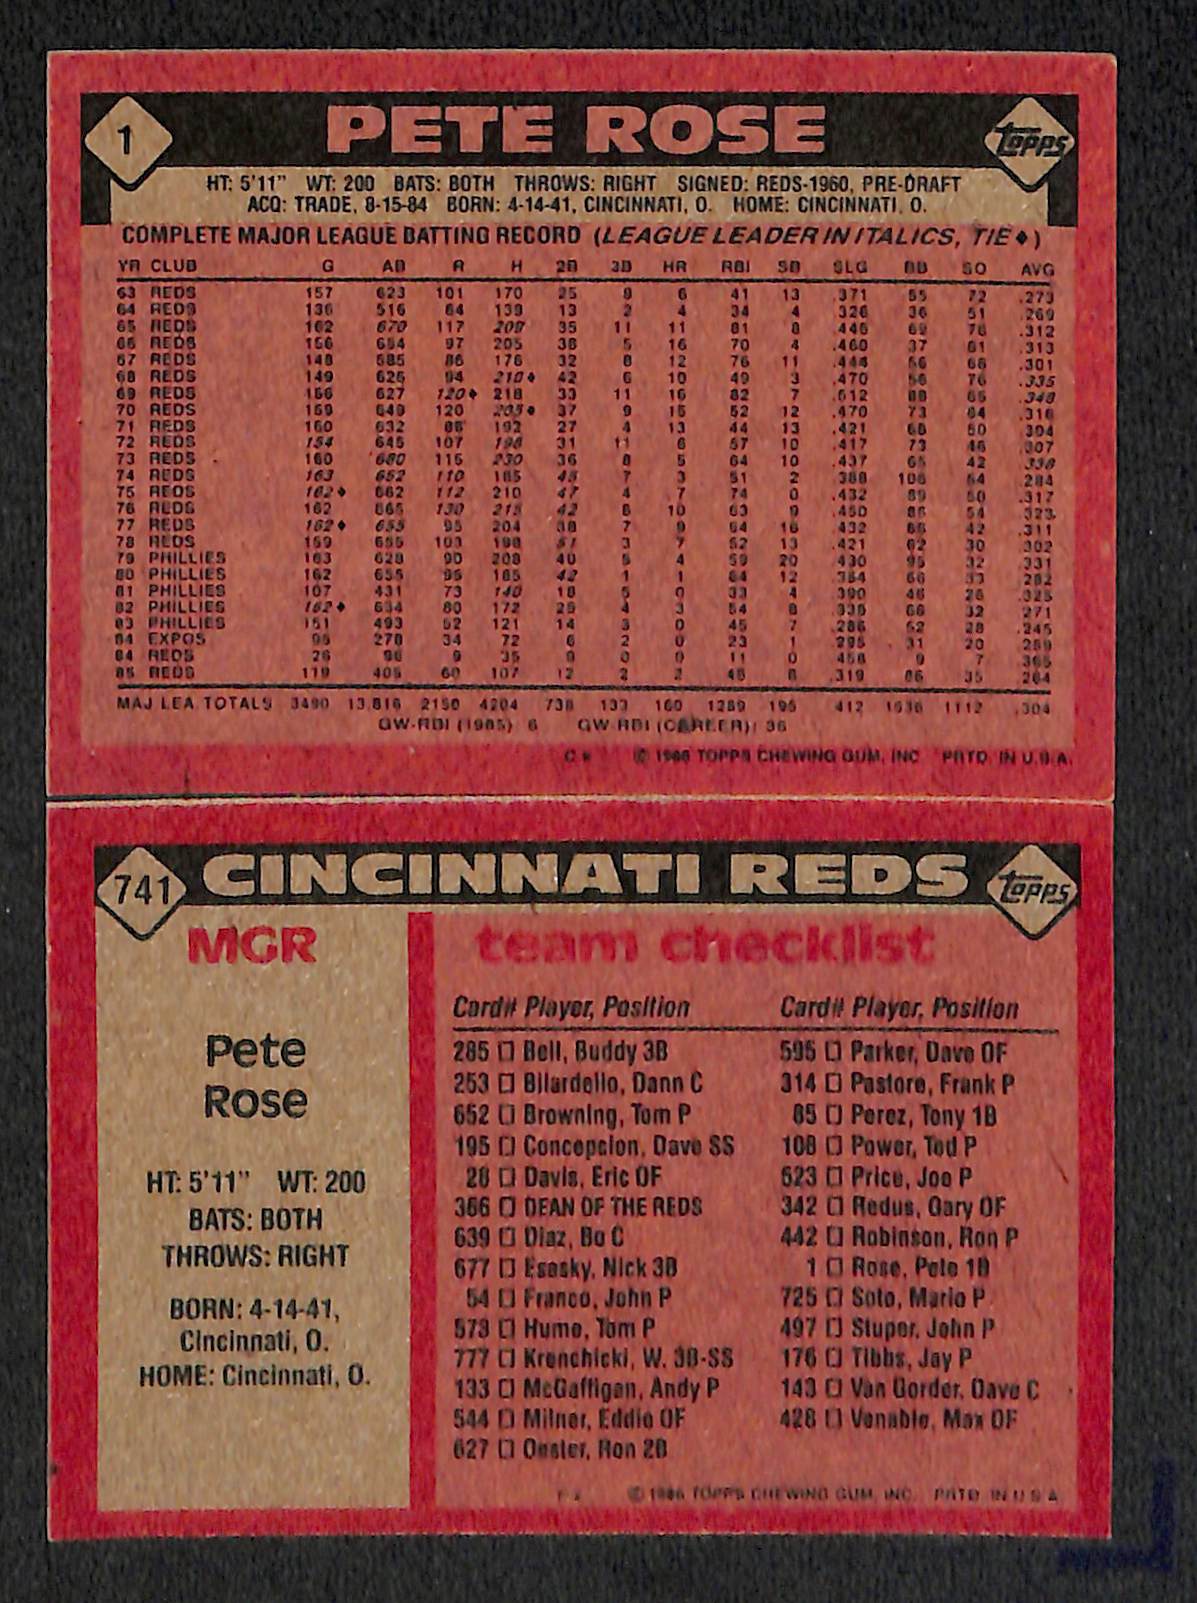 1 PETE ROSE TOPPS
HT: 5'11" WT: 200 BATS: BOTH THROWS: RIGHT SIGNED: REDS-1960, PRE-DRAFT
ACQ: TRADE, 8-15-84 BORN: 4-14-41, CINCINNATI, O. HOME: CINCINNATI, O.
COMPLETE MAJOR LEAGUE BATTING RECORD (LEAGUE LEADER IN ITALICS, TIE♦)
YR CLUB G AB R H 2B 3B HR RBI SB SLG BB SO AVG
63 REDS 157 623 101 170 25 9 6 41 13 .371 55 72 .273
64 REDS 136 516 64 139 13 2 4 34 4 .326 36 51 .269
65 REDS 162 670 117 209 35 11 11 81 8 .446 69 76 .312
66 REDS 156 654 97 205 38 5 16 70 4 .460 37 61 .313
67 REDS 148 585 86 176 32 8 12 76 11 .444 56 66 .301
68 REDS 149 626 94 210♦ 42 6 10 49 3 .470 56 76 .335
69 REDS 156 627 120♦ 218 33 11 16 82 7 .512 88 65 .348
70 REDS 159 649 120 205♦ 37 9 15 52 12 .470 73 64 .316
71 REDS 160 632 86 192 27 4 13 44 13 .421 68 50 .304
72 REDS 154 645 107 198 31 11 6 57 10 .417 73 46 .307
73 REDS 160 680 115 230 36 8 5 64 10 .437 65 42 .338
74 REDS 163 652 110 185 45 7 3 51 2 .388 106 54 .284
75 REDS 162♦ 662 112 210 47 4 7 74 0 .432 89 50 .317
76 REDS 162 665 130 215 42 6 10 63 9 .450 86 54 .323
77 REDS 162♦ 655 95 204 38 7 9 64 16 .432 66 42 .311
78 REDS 159 655 103 198 51 3 7 52 13 .421 62 30 .302
79 PHILLIES 163 628 90 208 40 5 4 59 20 .430 95 32 .331
80 PHILLIES 162 655 95 185 42 1 1 64 12 .354 66 33 .282
81 PHILLIES 107 431 73 140 18 5 0 33 4 .390 46 26 .325
82 PHILLIES 162♦ 634 80 172 25 4 3 54 8 .338 66 32 .271
83 PHILLIES 151 493 52 121 14 3 0 45 7 .286 52 28 .245
84 EXPOS 95 278 34 72 6 2 0 23 1 .295 31 20 .259
84 REDS 26 96 9 35 9 0 0 11 0 .458 9 7 .365
85 REDS 119 405 60 107 12 2 2 46 8 .319 86 35 .264
MAJ. LEA. TOTALS 3490 13,816 2150 4204 738 133 160 1289 195 .412 1536 1112 .304
GW-RBI (1985) 6 GW-RBI (CAREER): 36
© 1986 TOPPS CHEWING GUM, INC. PRTD. IN U.S.A.
741 CINCINNATI REDS TOPPS
MGR team checklist
Pete
Rose
HT: 5'11" WT: 200
BATS: BOTH
THROWS: RIGHT
BORN: 4-14-41,
Cincinnati, O.
HOME: Cincinnati, O.
Card# Player, Position
285 □ Bell, Buddy 3B
253 □ Bilardello, Dann C
652 □ Browning, Tom P
195 □ Concepcion, Dave SS
28 □ Davis, Eric OF
366 □ DEAN OF THE REDS
639 □ Diaz, Bo C
677 □ Esasky, Nick 3B
54 □ Franco, John P
573 □ Hume, Tom P
777 □ Krenchicki, W. 3B-SS
133 □ McGaffigan, Andy P
544 □ Milner, Eddie OF
627 □ Oester, Ron 2B
Card# Player, Position
595 □ Parker, Dave OF
314 □ Pastore, Frank P
85 □ Perez, Tony 1B
108 □ Power, Ted P
523 □ Price, Joe P
342 □ Redus, Gary OF
442 □ Robinson, Ron P
1 □ Rose, Pete 1B
725 □ Soto, Mario P
497 □ Stuper, John P
176 □ Tibbs, Jay P
143 □ Van Gorder, Dave C
428 □ Venable, Max OF
© 1986 TOPPS CHEWING GUM, INC. PRTD. IN U.S.A.